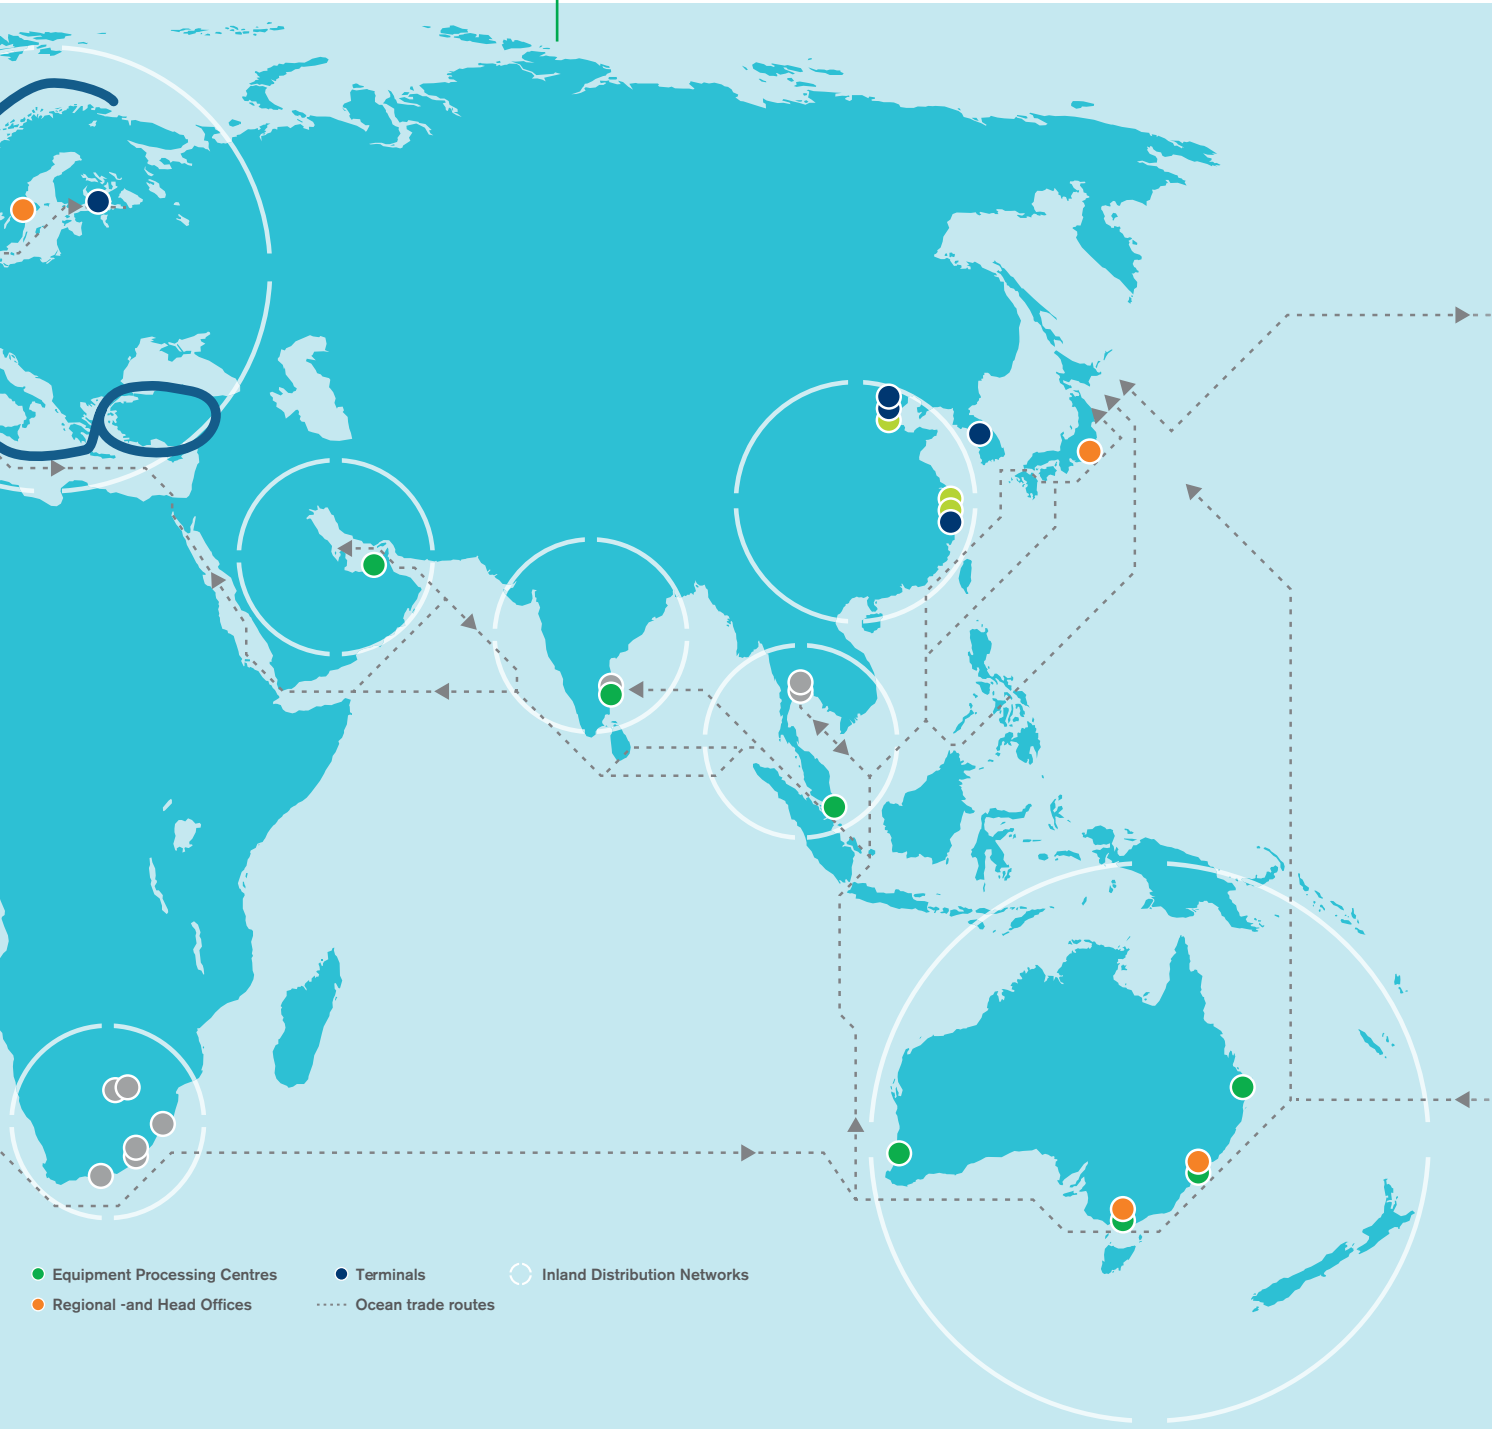 Equipment Processing Centres
Terminals
Inland Distribution Networks
Regional -and Head Offices
Ocean trade routes